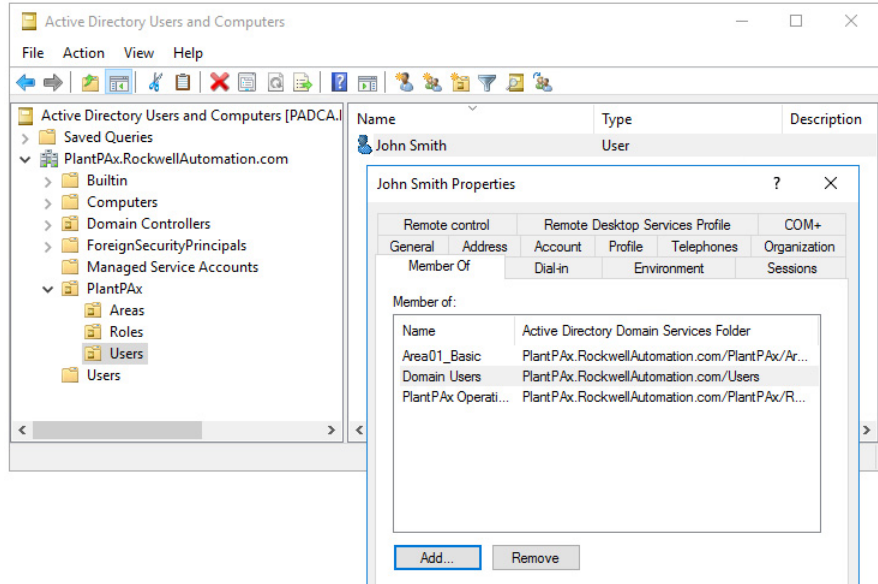 Active Directory Users and Computers
File Action View Help
Active Directory Users and Computers [PADCA.
Saved Queries
PlantPAx.RockwellAutomation.com
Builtin
Computers
Domain Controllers
ForeignSecurityPrincipals
Managed Service Accounts
PlantPAx
Areas
Roles
Users
Users
Name Type Description
John Smith User
John Smith Properties ?
Remote control Remote Desktop Services Profile COM+
General Address Account Profile Telephones Organization
Member Of Dial-in Environment Sessions
Member of:
Name Active Directory Domain Services Folder
Area01_Basic PlantPAx.RockwellAutomation.com/PlantPAx/Ar...
Domain Users PlantPAx.RockwellAutomation.com/Users
PlantPAx Operati... PlantPAx.RockwellAutomation.com/PlantPAx/R...
Add... Remove